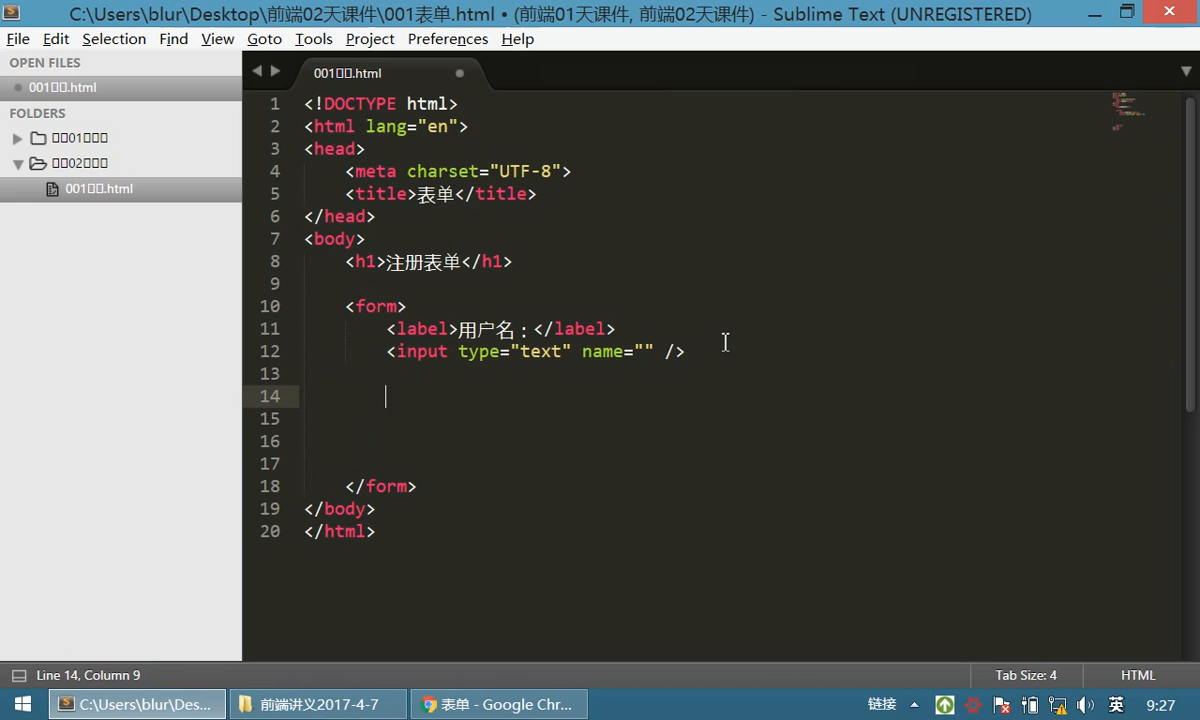 C:\Users\blur\Desktop\前端02天课件\001表单.html • (前端01天课件, 前端02天课件) - Sublime Text (UNREGISTERED)
File Edit Selection Find View Goto Tools Project Preferences Help
OPEN FILES
001□□.html
FOLDERS
□□01□□□
□□02□□□
001□□.html
001□□.html
1 <!DOCTYPE html>
2 <html lang="en">
3 <head>
4 <meta charset="UTF-8">
5 <title>表单</title>
6 </head>
7 <body>
8 <h1>注册表单</h1>
9
10 <form>
11 <label>用户名：</label>
12 <input type="text" name="" />
13
14
15
16
17
18 </form>
19 </body>
20 </html>
Line 14, Column 9 Tab Size: 4 HTML
C:\Users\blur\Des... 前端讲义2017-4-7 表单 - Google Chr... 链接 英 9:27